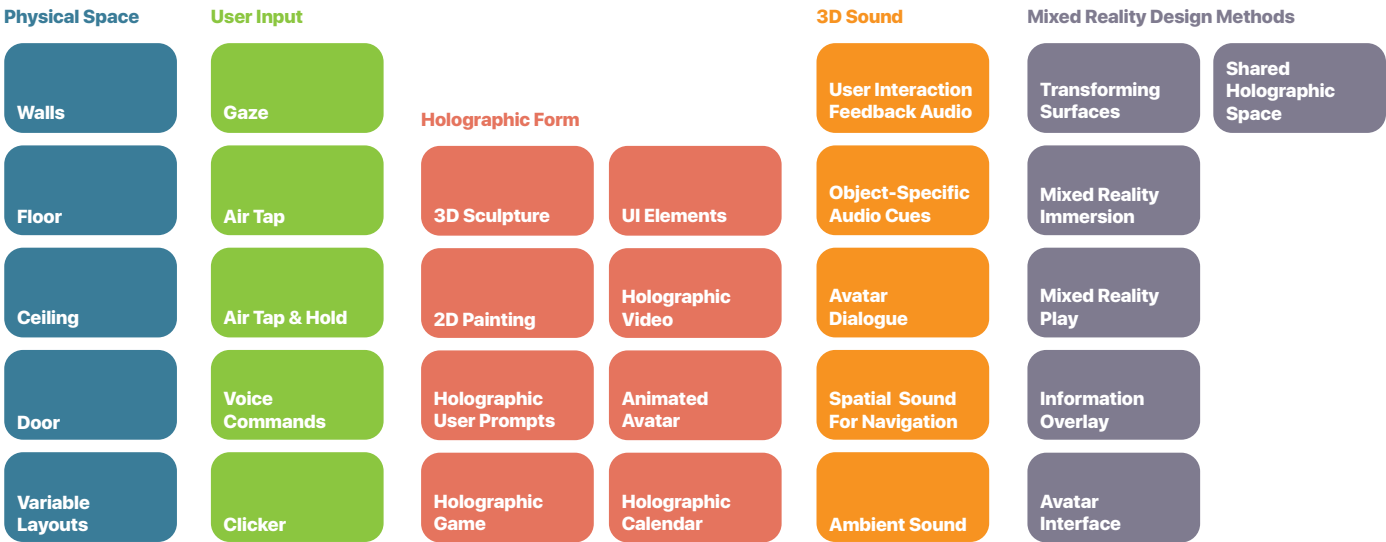 Physical Space
Walls
Floor
Ceiling
Door
Variable
Layouts
User Input
Gaze
Air Tap
Air Tap & Hold
Voice
Commands
Clicker
Holographic Form
3D Sculpture
2D Painting
Holographic
User Prompts
Holographic
Game
UI Elements
Holographic
Video
Animated
Avatar
Holographic
Calendar
3D Sound
User Interaction
Feedback Audio
Object-Specific
Audio Cues
Avatar
Dialogue
Spatial Sound
For Navigation
Ambient Sound
Mixed Reality Design Methods
Transforming
Surfaces
Mixed Reality
Immersion
Mixed Reality
Play
Information
Overlay
Avatar
Interface
Shared
Holographic
Space